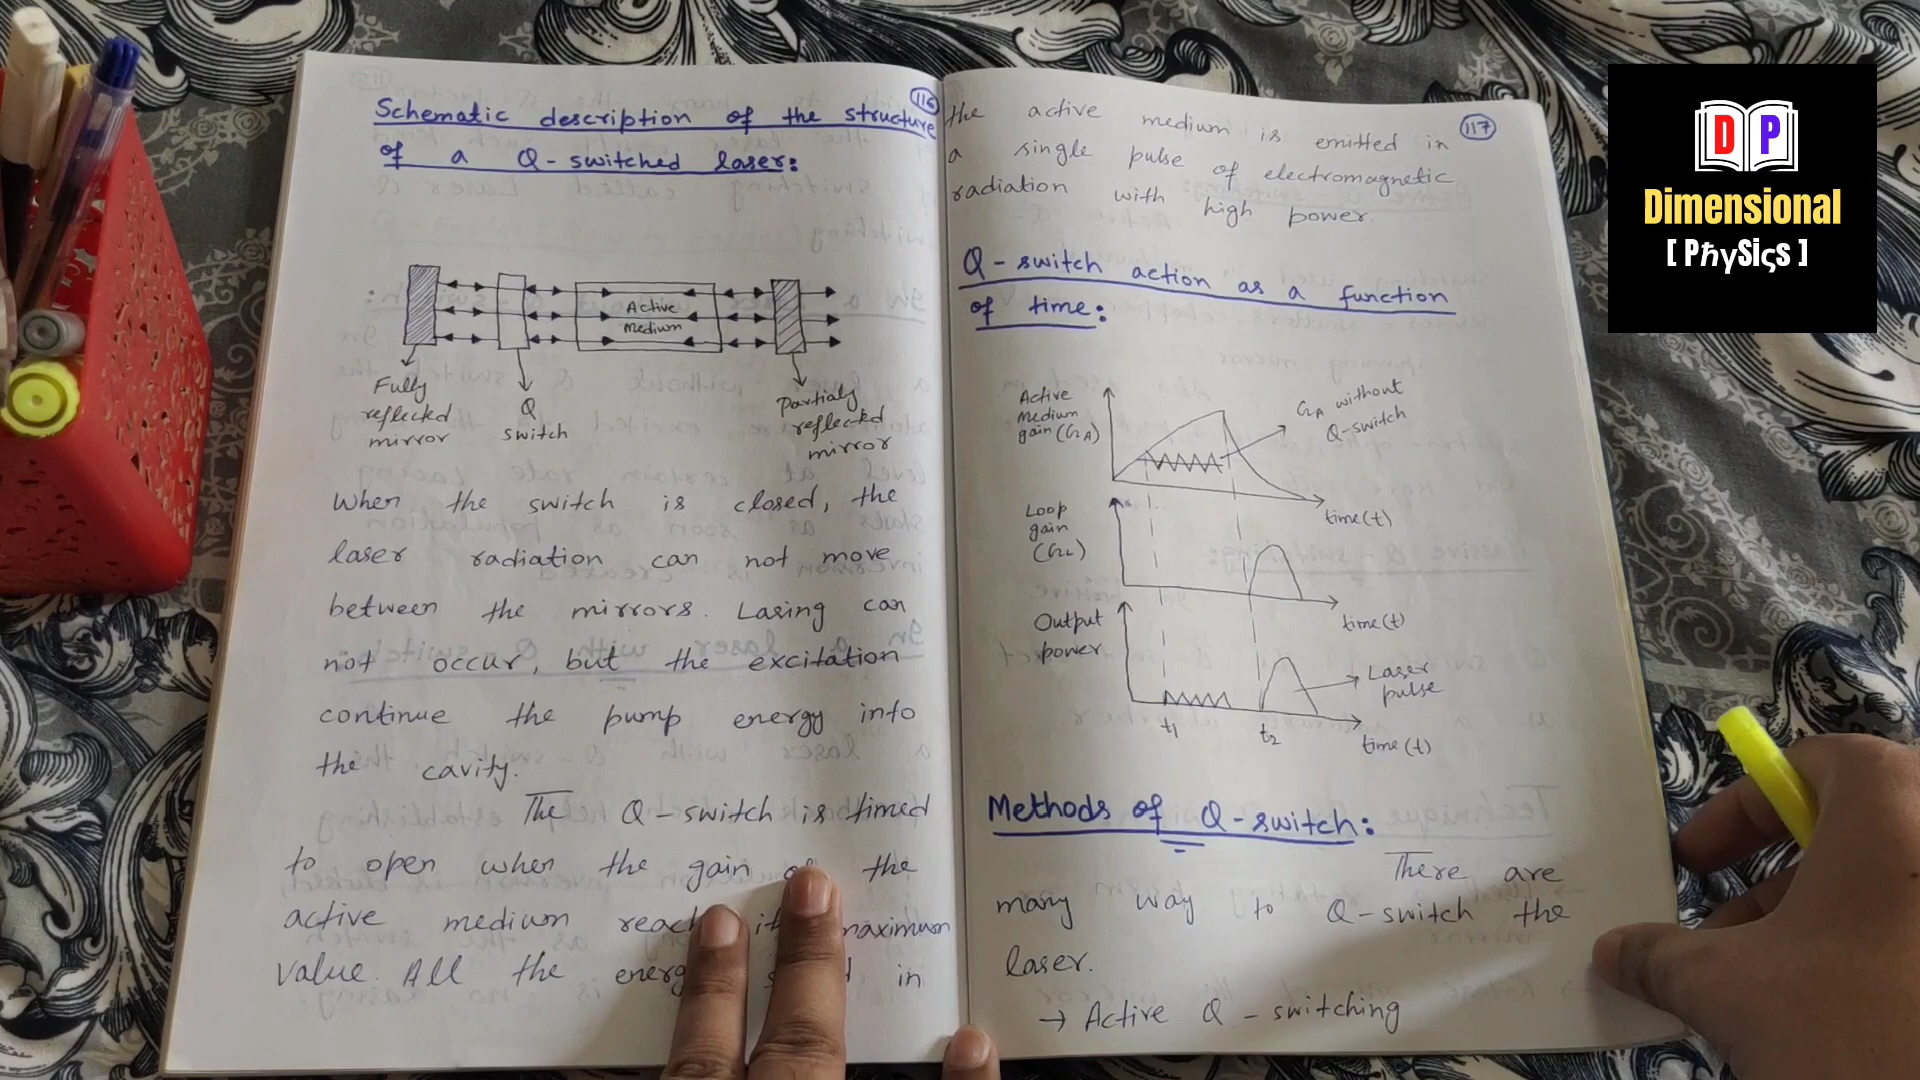 116
Schematic description of the structure
of a Q-switched laser:
Active
Medium
Fully
reflected
mirror
Q
switch
Partialy
reflected
mirror
When the switch is closed, the
laser radiation can not move
between the mirrors. Lasing can
not occur, but the excitation
continue the pump energy into
the cavity.
The Q-switch is timed
to open when the gain of the
active medium reach it maximum
value. All the in
117
the active medium is emitted in
a single pulse of electromagnetic
radiation with high power.
Q-switch action as a function
of time:
Active
Medium
gain (GA)
GA without
Q-switch
time(t)
Loop
gain
(GL)
time(t)
Output
power
Laser
pulse
t1 t2
time(t)
Methods of Q-switch:
There are
many way to Q-switch the
laser.
→ Active Q-switching
D P
Dimensional
[ PℏγSiςs ]